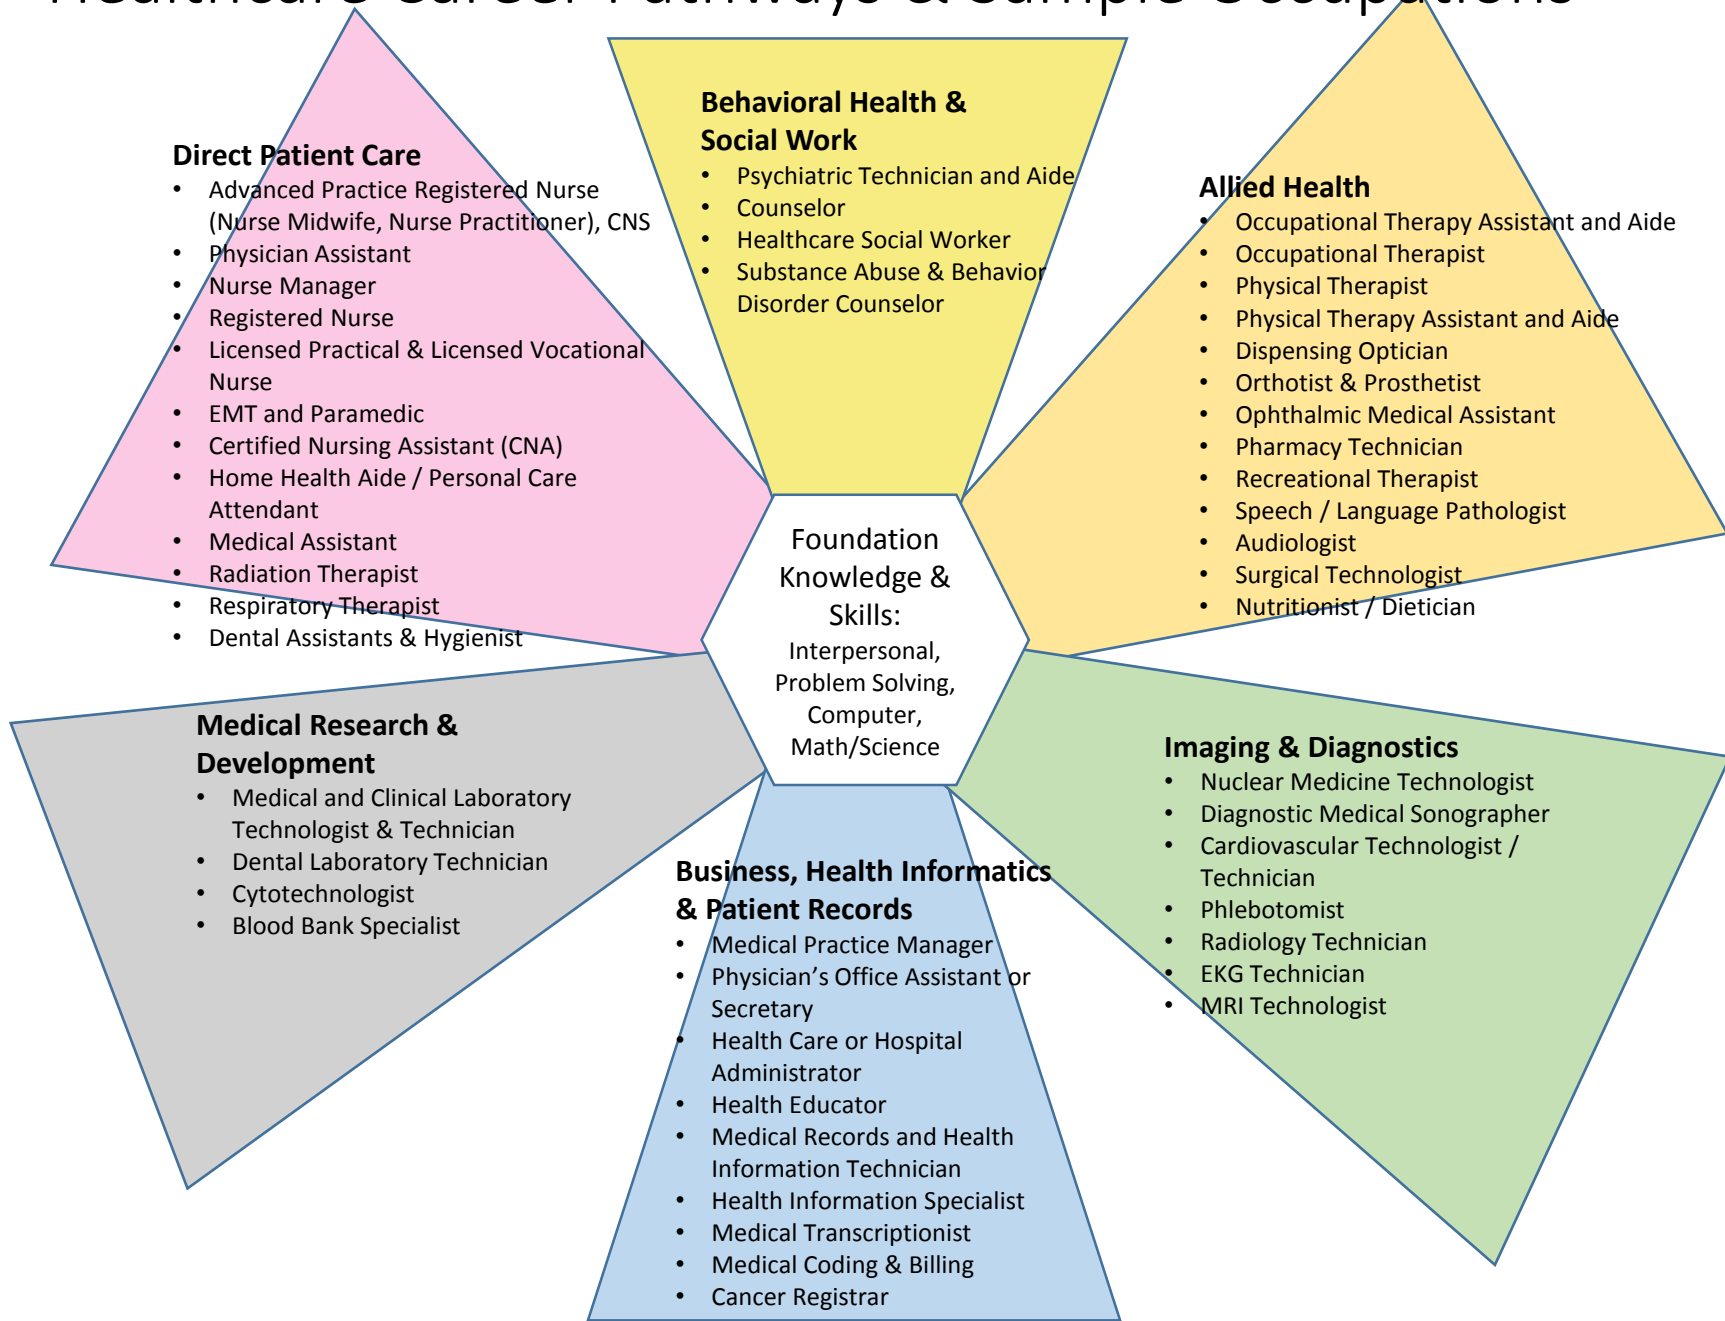 Healthcare Career Pathways & Sample Occupations
Direct Patient Care
• Advanced Practice Registered Nurse
(Nurse Midwife, Nurse Practitioner), CNS
• Physician Assistant
• Nurse Manager
• Registered Nurse
• Licensed Practical & Licensed Vocational
Nurse
• EMT and Paramedic
• Certified Nursing Assistant (CNA)
• Home Health Aide / Personal Care
Attendant
• Medical Assistant
• Radiation Therapist
• Respiratory Therapist
• Dental Assistants & Hygienist
Behavioral Health &
Social Work
• Psychiatric Technician and Aide
• Counselor
• Healthcare Social Worker
• Substance Abuse & Behavior
Disorder Counselor
Allied Health
• Occupational Therapy Assistant and Aide
• Occupational Therapist
• Physical Therapist
• Physical Therapy Assistant and Aide
• Dispensing Optician
• Orthotist & Prosthetist
• Ophthalmic Medical Assistant
• Pharmacy Technician
• Recreational Therapist
• Speech / Language Pathologist
• Audiologist
• Surgical Technologist
• Nutritionist / Dietician
Foundation
Knowledge &
Skills:
Interpersonal,
Problem Solving,
Computer,
Math/Science
Medical Research &
Development
• Medical and Clinical Laboratory
Technologist & Technician
• Dental Laboratory Technician
• Cytotechnologist
• Blood Bank Specialist
Business, Health Informatics
& Patient Records
• Medical Practice Manager
• Physician’s Office Assistant or
Secretary
• Health Care or Hospital
Administrator
• Health Educator
• Medical Records and Health
Information Technician
• Health Information Specialist
• Medical Transcriptionist
• Medical Coding & Billing
• Cancer Registrar
Imaging & Diagnostics
• Nuclear Medicine Technologist
• Diagnostic Medical Sonographer
• Cardiovascular Technologist /
Technician
• Phlebotomist
• Radiology Technician
• EKG Technician
• MRI Technologist